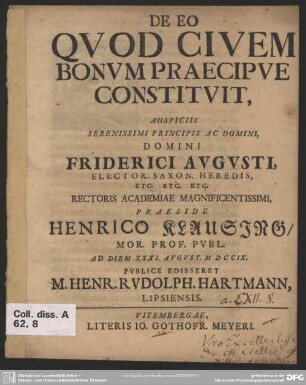 DE EO
QVOD CIVEM
BONVM PRAECIPVE
CONSTITVIT,
AUSPICIIS
SERENISSIMI PRINCIPIS AC DOMINI,
DOMINI
FRIDERICI AVGVSTI,
ELECTOR. SAXON. HEREDIS,
ETC. ETC. ETC.
RECTORIS ACADEMIAE MAGNIFICENTISSIMI,
PRAESIDE
HENRICO KLAUSING/
MOR. PROF. PVBL.
AD DIEM XXXI. AVGVST. MDCCIX.
PVBLICE EDISSERET
M. HENR. RVDOLPH. HARTMANN,
LIPSIENSIS.
Coll. diss. A
62, 8
VITEMBERGAE,
LITERIS IO. GOTHOFR. MEYERI.